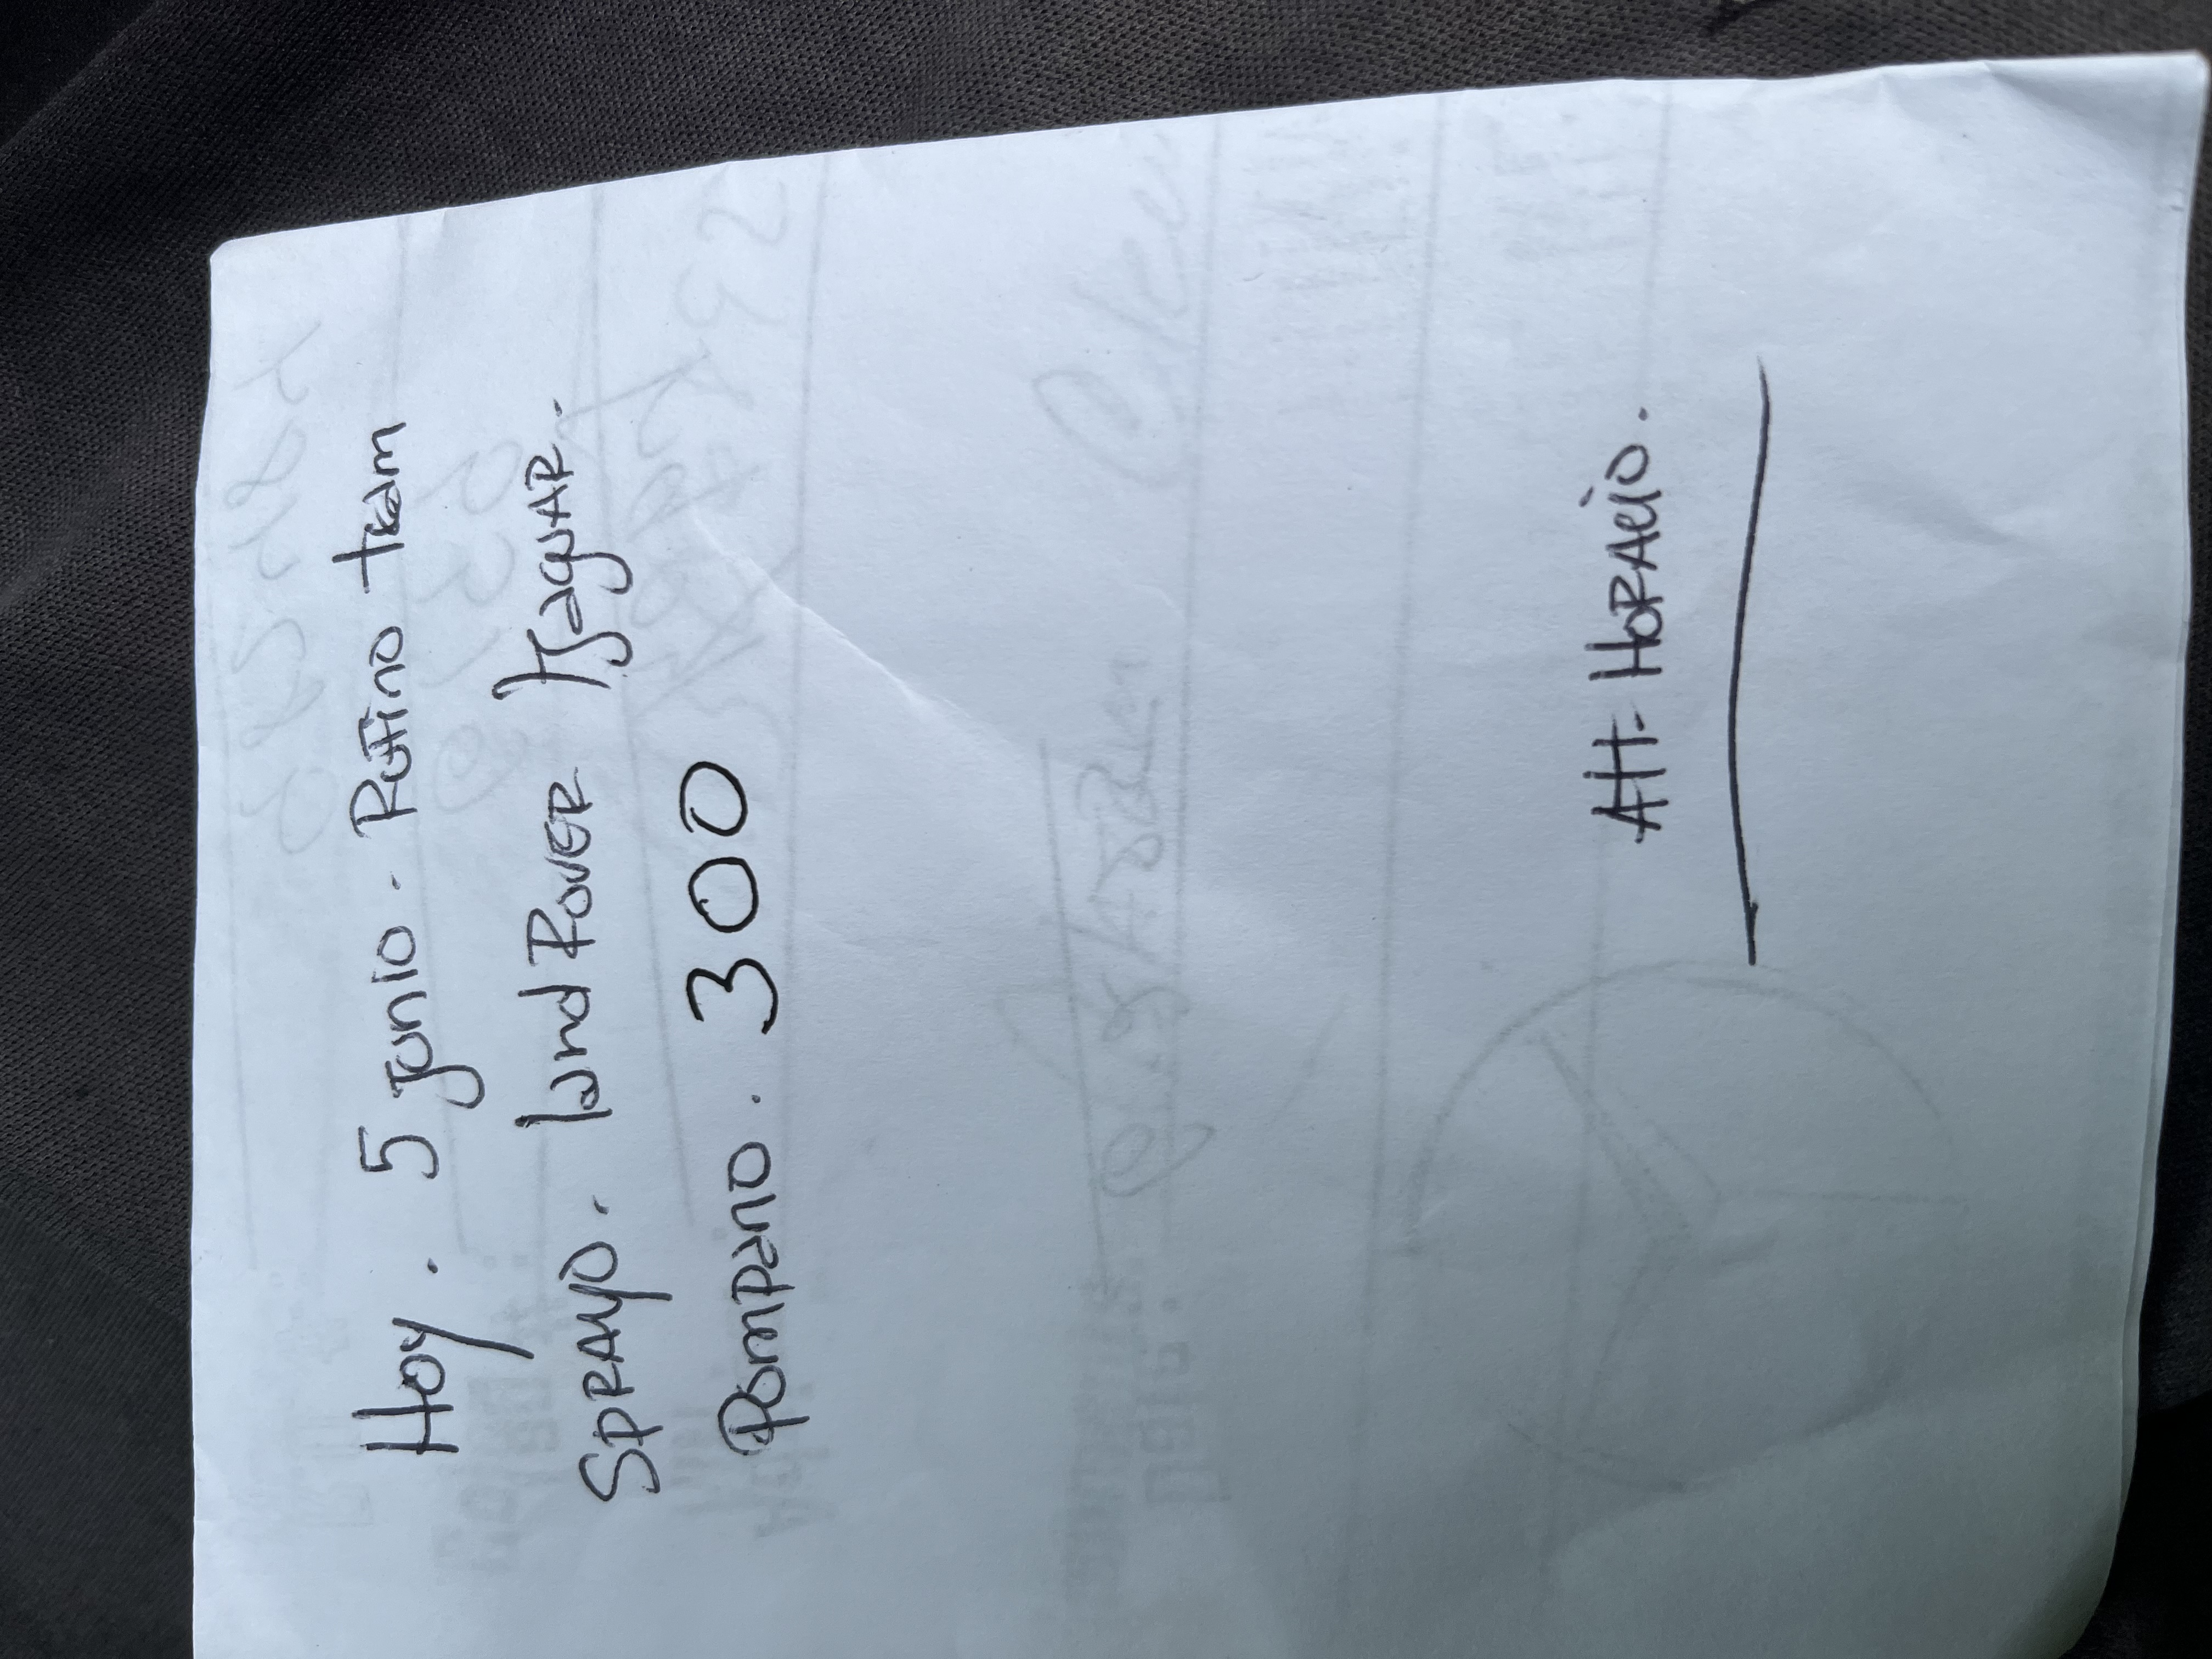 Hoy. 5 junio. Rufino team
SPRAYO. land ROVER Jaguar.
Pompano. 300
Att- HORAcio.